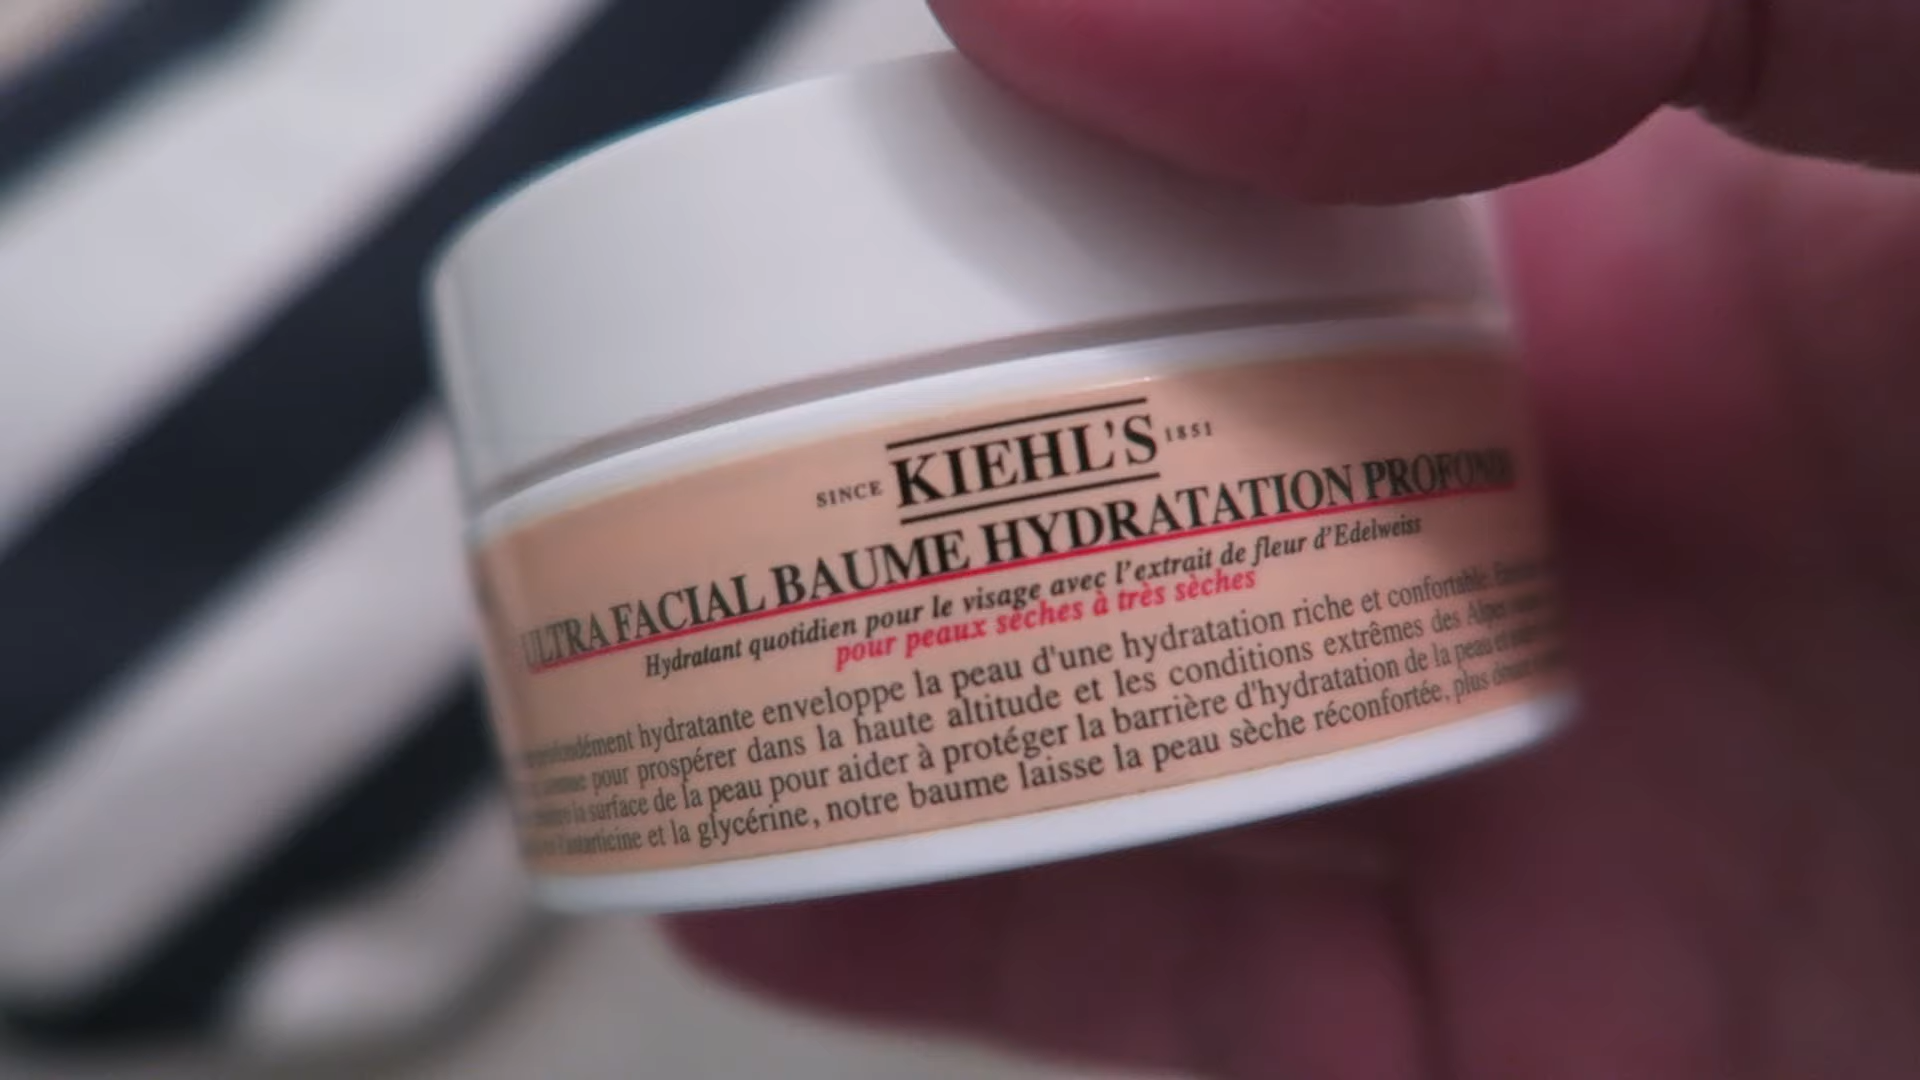 SINCE KIEHL'S 1851
ULTRA FACIAL BAUME HYDRATATION
Hydratant quotidien pour le visage avec l'extrait de fleur d'Edelweiss
pour peaux sèches à très sèches
hydratante enveloppe la peau d'une hydratation riche et confortable.
pour prospérer dans la haute altitude et les conditions extrêmes des Alpes
la surface de la peau pour aider à protéger la barrière d'hydratation de la peau et
et la glycérine, notre baume laisse la peau sèche réconfortée, plus